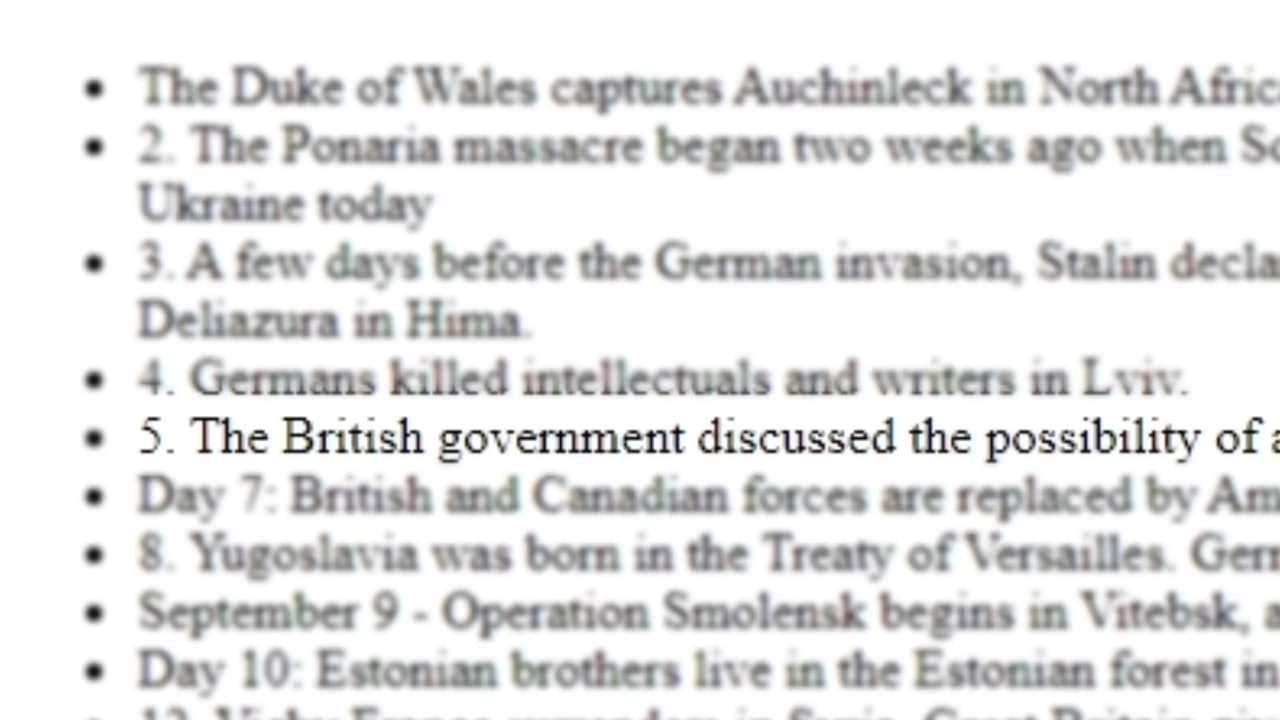 The Duke of Wales captures Auchinleck in North Afric
2. The Ponaria massacre began two weeks ago when
Ukraine today
3. A few days before the German invasion, Stalin
Deliazura in Hima.
4. Germans killed intellectuals and writers in Lviv.
5. The British government discussed the possibility of a
Day 7: British and Canadian forces are replaced by Am
8. Yugoslavia was born in the Treaty of Versailles. Germ
September 9 - Operation Smolensk begins in Vitebsk, a
Day 10: Estonian brothers live in the Estonian forest in